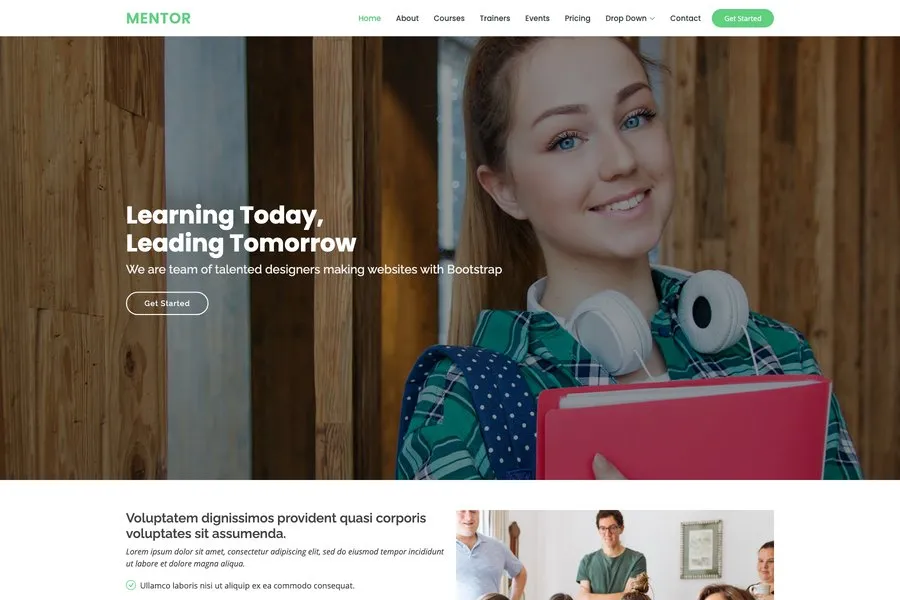 MENTOR
Home About Courses Trainers Events Pricing Drop Down Contact Get Started
Learning Today,
Leading Tomorrow
We are team of talented designers making websites with Bootstrap
Get Started
Voluptatem dignissimos provident quasi corporis
voluptates sit assumenda.
Lorem ipsum dolor sit amet, consectetur adipiscing elit, sed do eiusmod tempor incididunt
ut labore et dolore magna aliqua.
Ullamco laboris nisi ut aliquip ex ea commodo consequat.